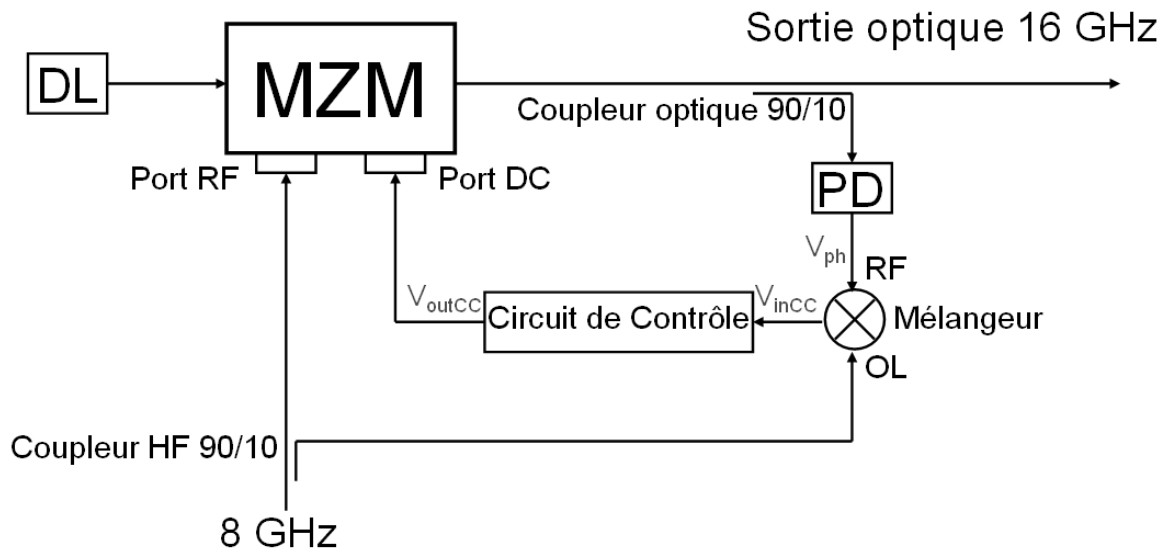 Sortie optique 16 GHz
DL
MZM
Coupleur optique 90/10
Port RF
Port DC
PD
Vph
RF
VoutCC
Circuit de Contrôle
VinCC
Mélangeur
OL
Coupleur HF 90/10
8 GHz